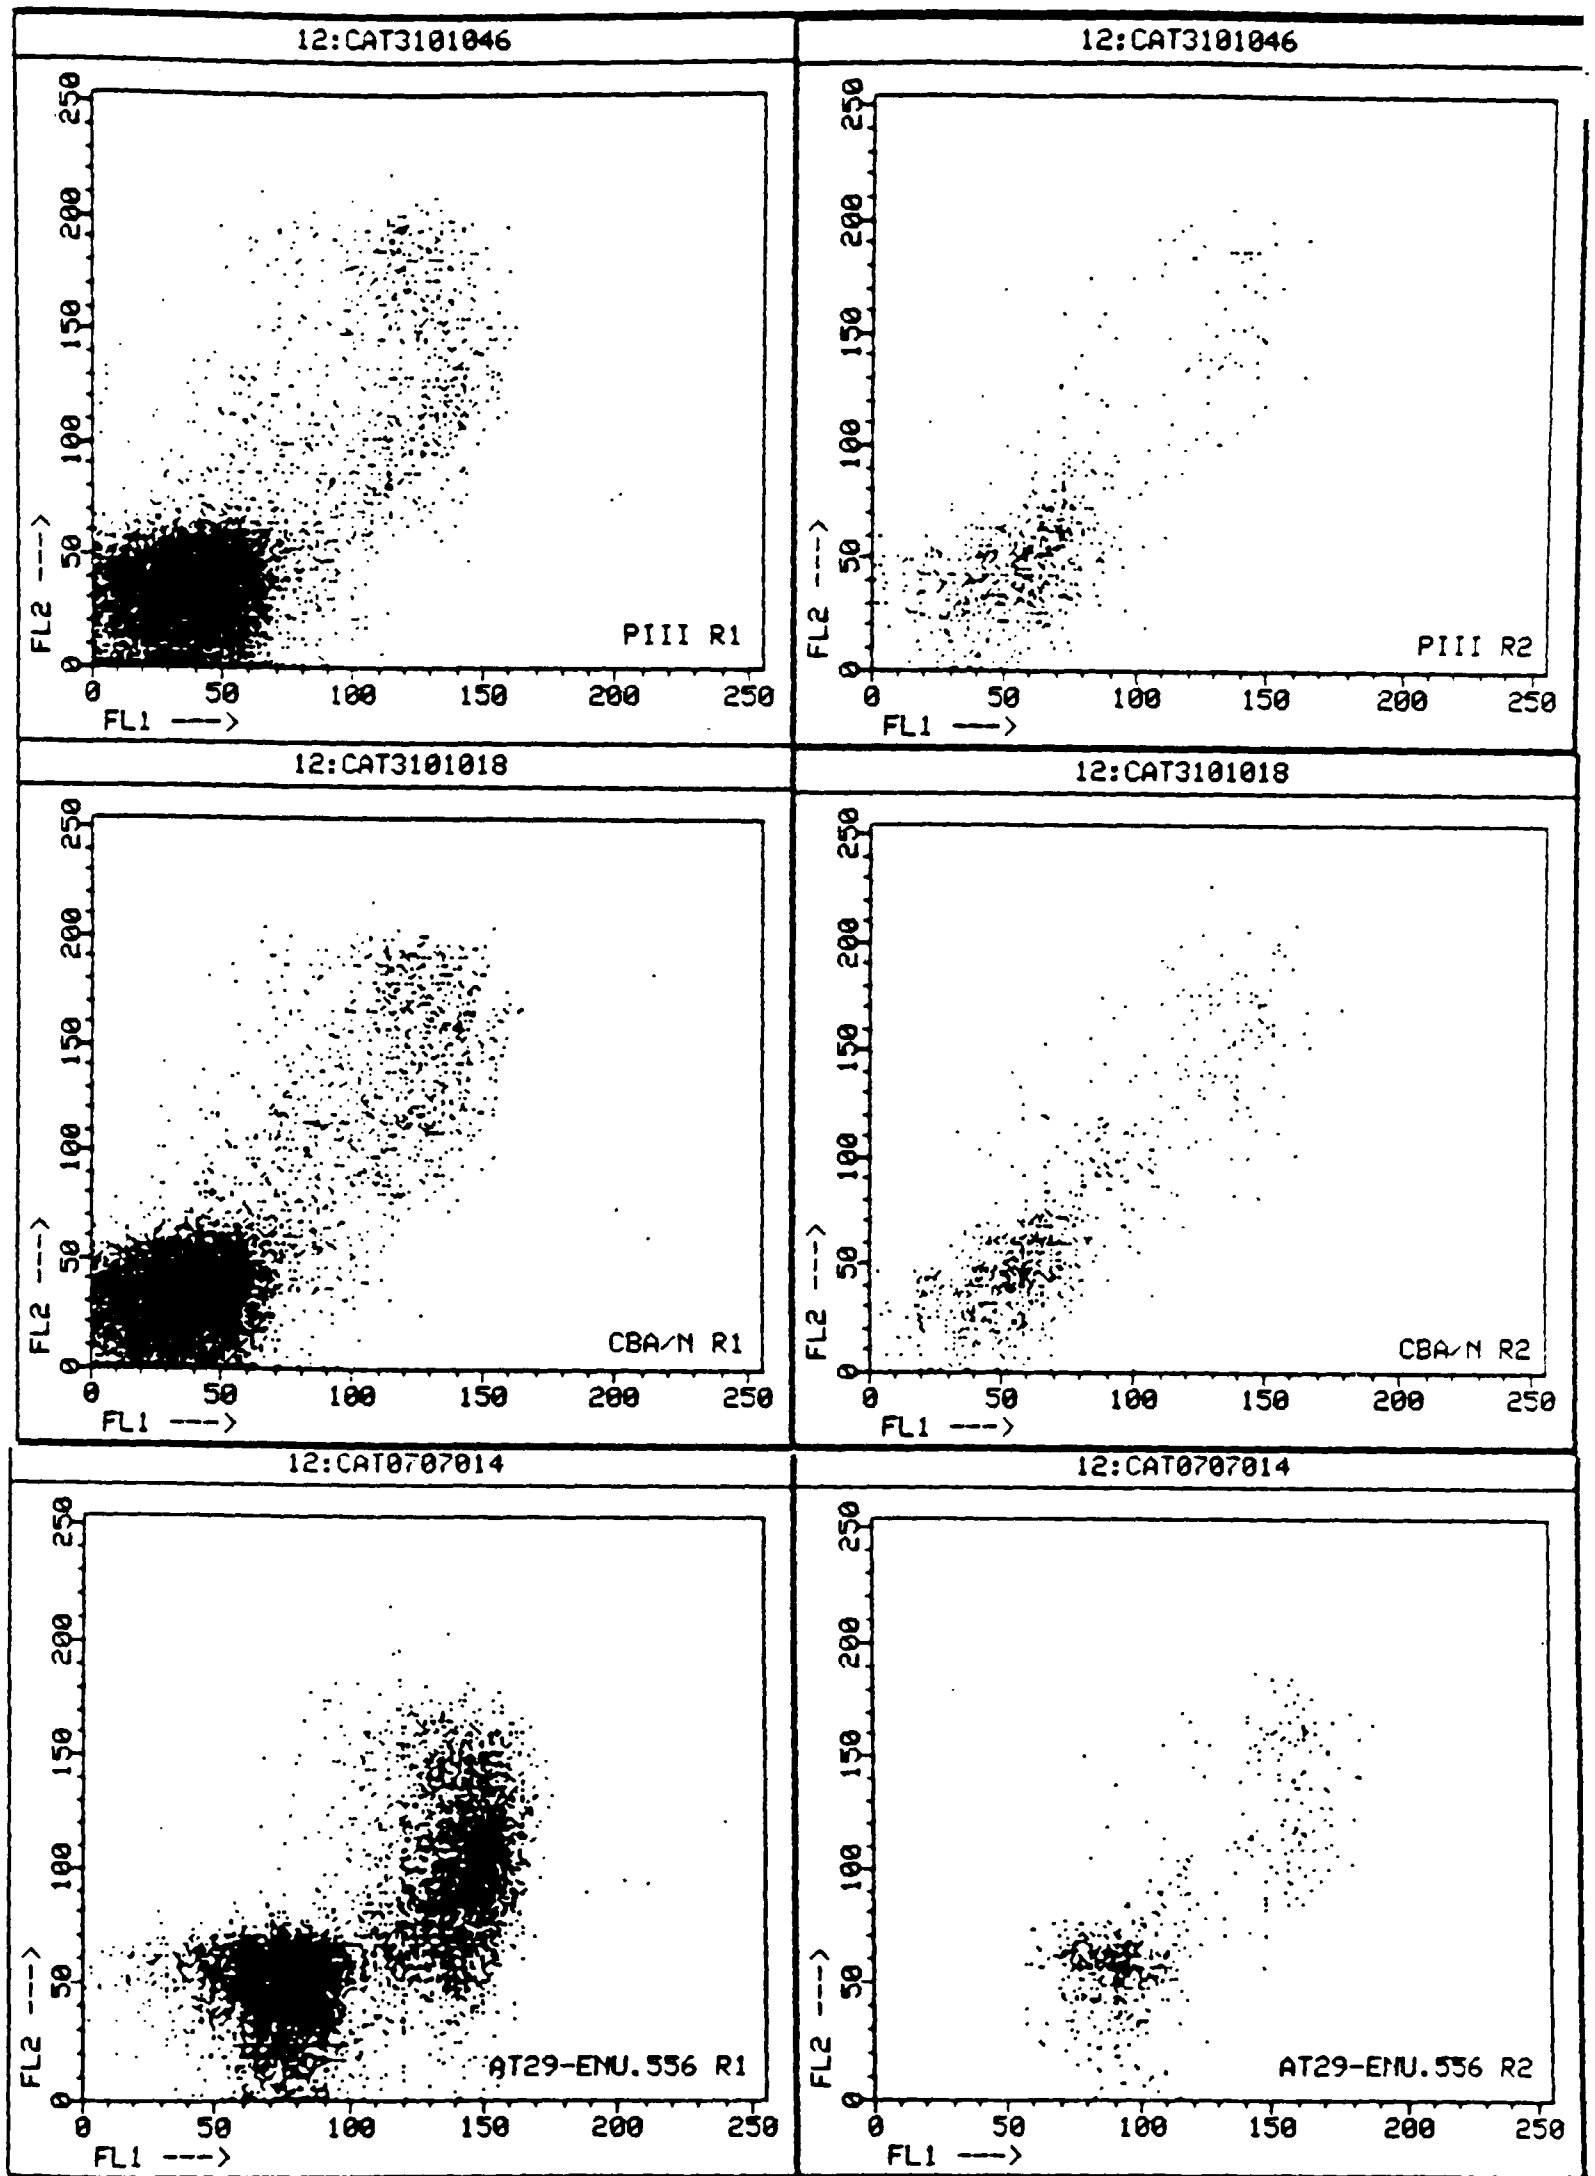 12:CAT3101046
250
200
150
100
50
0
FL2 --->
PIII R1
0 50 100 150 200 250
FL1 --->
12:CAT3101046
250
200
150
100
50
0
FL2 --->
PIII R2
0 50 100 150 200 250
FL1 --->
12:CAT3101018
250
200
150
100
50
0
FL2 --->
CBA/N R1
0 50 100 150 200 250
FL1 --->
12:CAT3101018
250
200
150
100
50
0
FL2 --->
CBA/N R2
0 50 100 150 200 250
FL1 --->
12:CAT0707014
250
200
150
100
50
0
FL2 --->
AT29-EMU.556 R1
0 50 100 150 200 250
FL1 --->
12:CAT0707014
250
200
150
100
50
0
FL2 --->
AT29-EMU.556 R2
0 50 100 150 200 250
FL1 --->